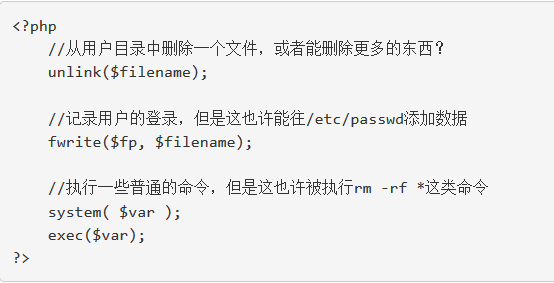 <?php
//从用户目录中删除一个文件，或者能删除更多的东西？
unlink($filename);
//记录用户的登录，但是这也许能往/etc/passwd添加数据
fwrite($fp, $filename);
//执行一些普通的命令，但是这也许被执行rm -rf *这类命令
system( $var );
exec($var);
?>